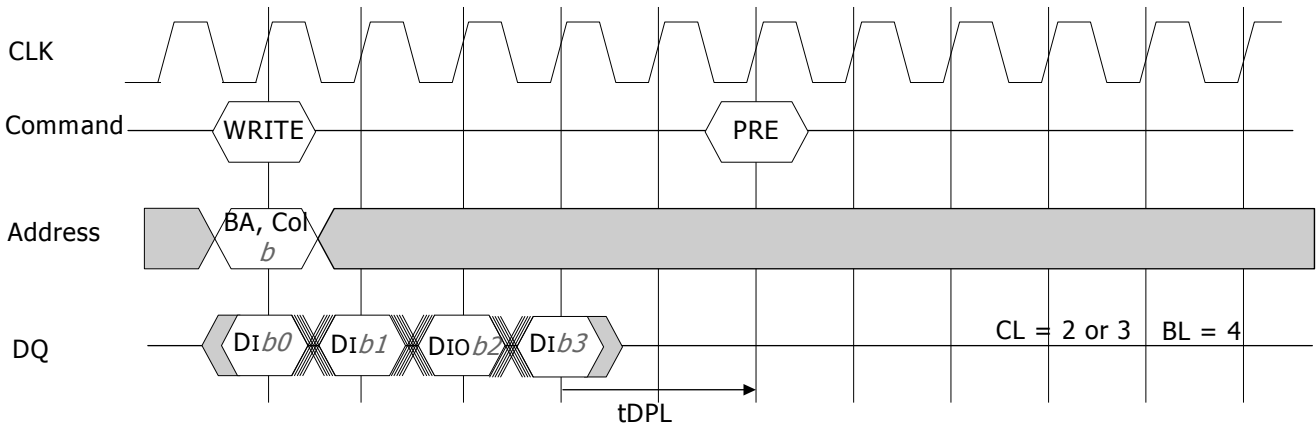 CLK
Command WRITE PRE
Address BA, Col
b
DQ DIb0 DIb1 DIOb2 DIb3 CL = 2 or 3 BL = 4
tDPL